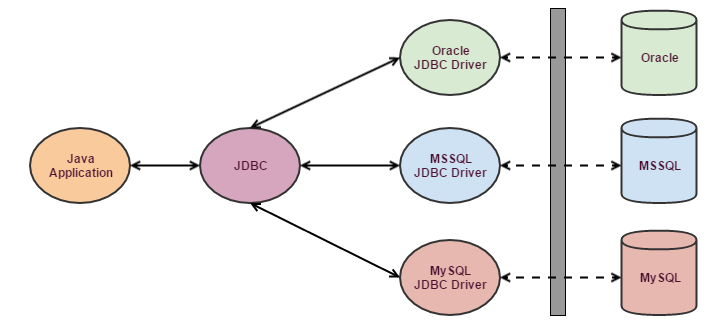 Java
Application
JDBC
Oracle
JDBC Driver
Oracle
MSSQL
JDBC Driver
MSSQL
MySQL
JDBC Driver
MySQL